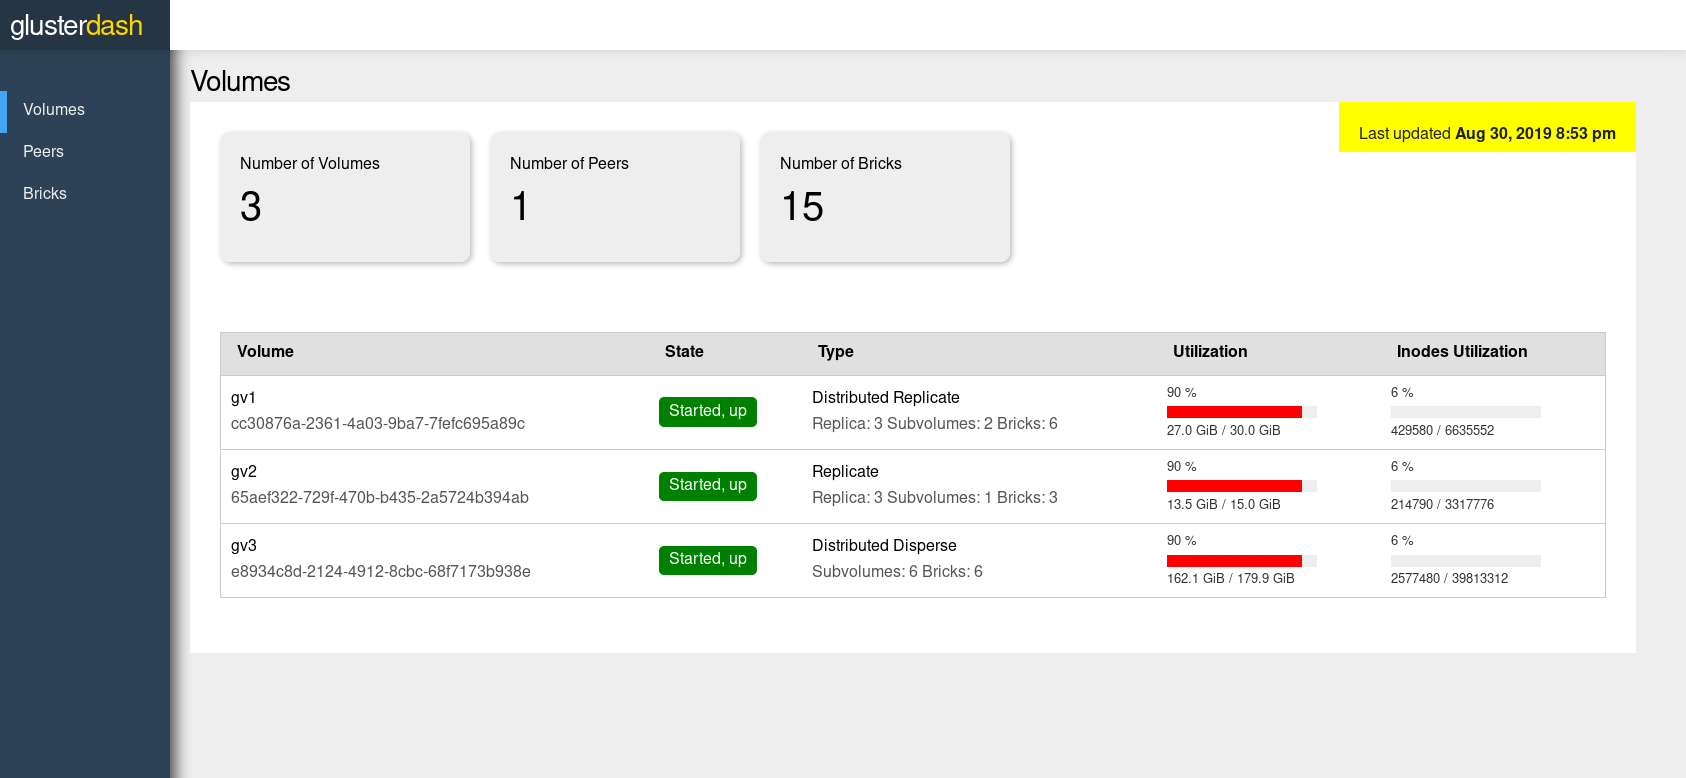 glusterdash
Volumes
Peers
Bricks
Volumes
Last updated Aug 30, 2019 8:53 pm
Number of Volumes
3
Number of Peers
1
Number of Bricks
15
Volume State Type Utilization Inodes Utilization
gv1
cc30876a-2361-4a03-9ba7-7fefc695a89c
Started, up
Distributed Replicate
Replica: 3 Subvolumes: 2 Bricks: 6
90 %
27.0 GiB / 30.0 GiB
6 %
429580 / 6635552
gv2
65aef322-729f-470b-b435-2a5724b394ab
Started, up
Replicate
Replica: 3 Subvolumes: 1 Bricks: 3
90 %
13.5 GiB / 15.0 GiB
6 %
214790 / 3317776
gv3
e8934c8d-2124-4912-8cbc-68f7173b938e
Started, up
Distributed Disperse
Subvolumes: 6 Bricks: 6
90 %
162.1 GiB / 179.9 GiB
6 %
2577480 / 39813312